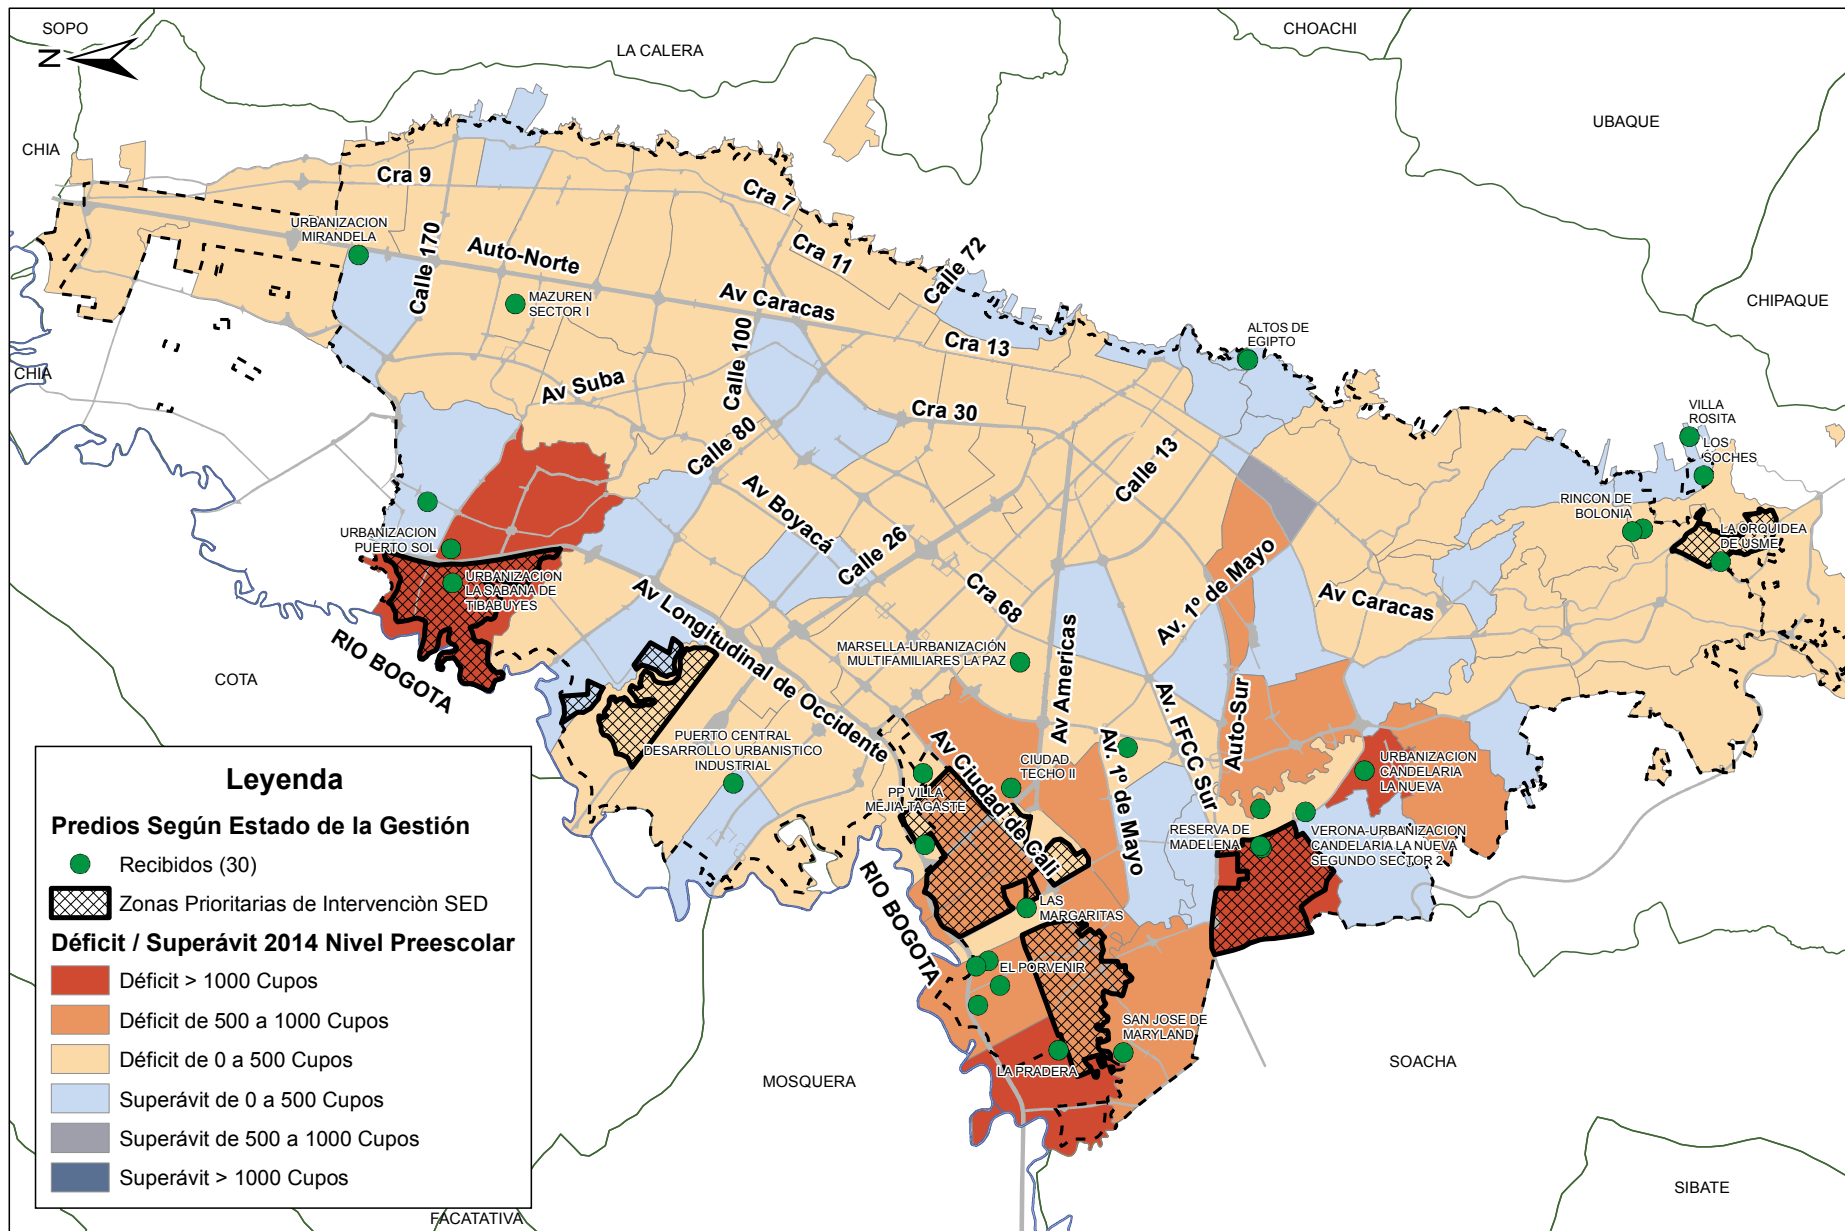 SOPO
N
LA CALERA
CHOACHI
UBAQUE
CHIA
Cra 9
Cra 7
URBANIZACION
MIRANDELA
Calle 170
Auto-Norte
Cra 11
Calle 72
CHIPAQUE
MAZUREN
SECTOR I
Av Caracas
Cra 13
ALTOS DE
EGIPTO
CHIA
Av Suba
Calle 100
Cra 30
VILLA
ROSITA
LOS
SOCHES
Calle 80
Calle 13
Av Boyacá
RINCON DE
BOLONIA
LA ORQUIDEA
DE USME
URBANIZACION
PUERTO SOL
Calle 26
URBANIZACION
LA SABANA DE
TIBABUYES
Cra 68
Av. 1º de Mayo
Av Caracas
Av Longitudinal de Occidente
RIO BOGOTA
COTA
MARSELLA-URBANIZACIÓN
MULTIFAMILIARES LA PAZ
Av Americas
Av. FFCC Sur
Auto-Sur
PUERTO CENTRAL
DESARROLLO URBANISTICO
INDUSTRIAL
Av Ciudad de Cali
CIUDAD
TECHO II
Av. 1º de Mayo
URBANIZACION
CANDELARIA
LA NUEVA
PP VILLA
MEJIA-TAGASTE
RESERVA DE
MADELENA
VERONA-URBANIZACION
CANDELARIA LA NUEVA
SEGUNDO SECTOR 2
RIO BOGOTA
LAS
MARGARITAS
EL PORVENIR
SAN JOSE DE
MARYLAND
LA PRADERA
MOSQUERA
SOACHA
SIBATE
FACATATIVA
Leyenda
Predios Según Estado de la Gestión
Recibidos (30)
Zonas Prioritarias de Intervenciòn SED
Déficit / Superávit 2014 Nivel Preescolar
Déficit > 1000 Cupos
Déficit de 500 a 1000 Cupos
Déficit de 0 a 500 Cupos
Superávit de 0 a 500 Cupos
Superávit de 500 a 1000 Cupos
Superávit > 1000 Cupos